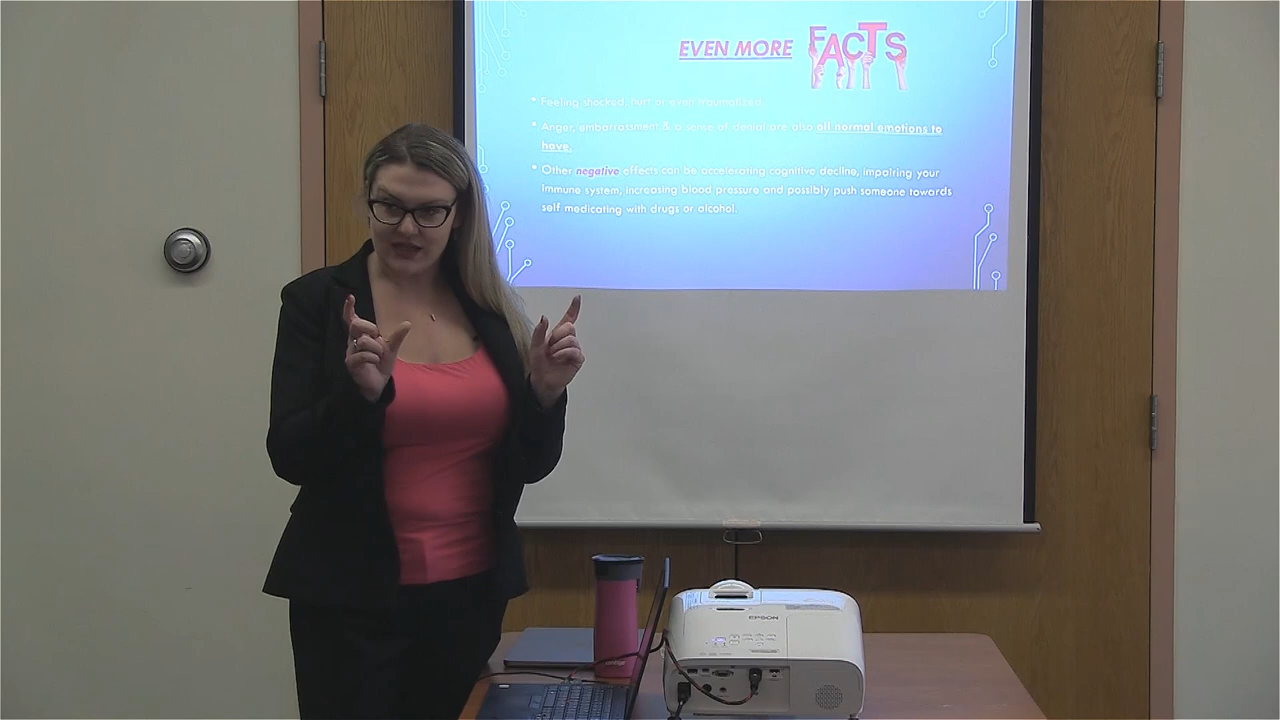 EVEN MORE FACTS
• Feeling shocked, hurt or even traumatized.
• Anger, embarrassment & a sense of denial are also all normal emotions to
have.
• Other negative effects can be accelerating cognitive decline, impairing your
immune system, increasing blood pressure and possibly push someone towards
self medicating with drugs or alcohol.
EPSON